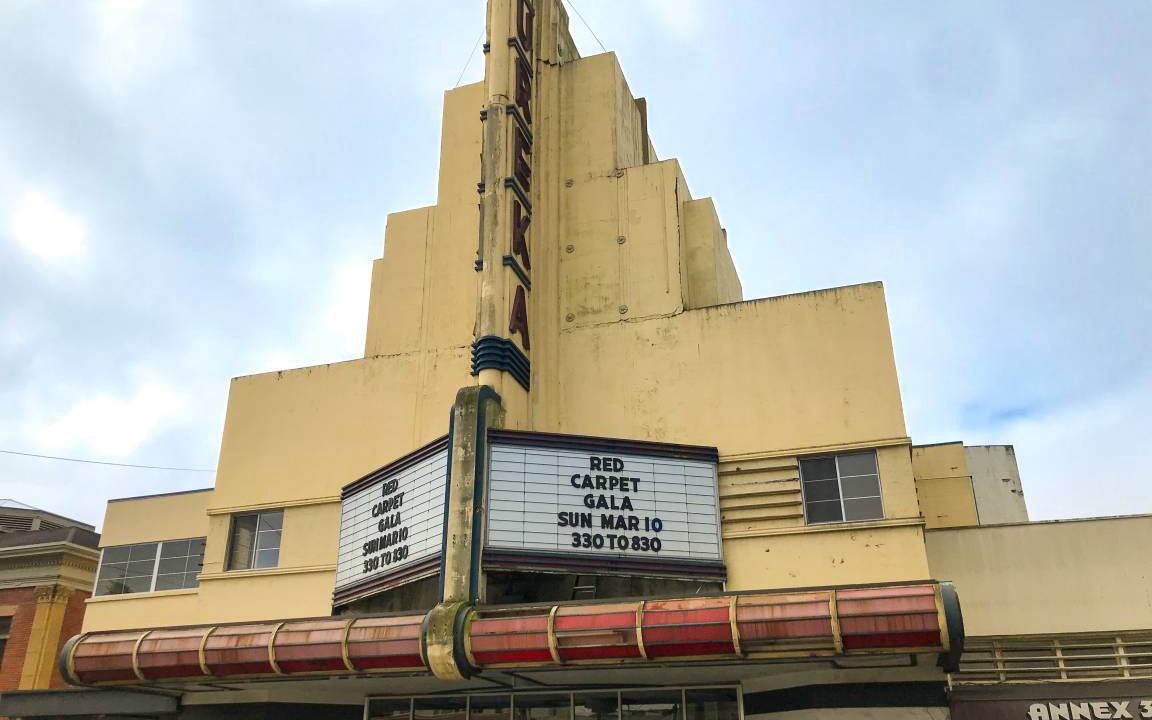 UREKA
RED
CARPET
GALA
SUN MAR 10
330 TO 830
RED
CARPET
GALA
SUN MAR 10
330 TO 830
ANNEX 3